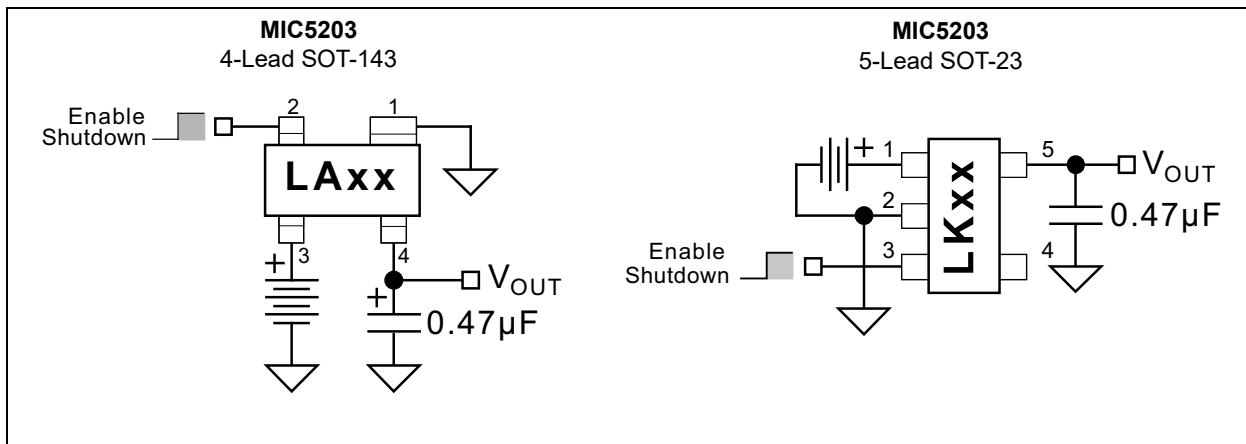 MIC5203
4-Lead SOT-143
Enable
Shutdown
2
1
LAxx
3
4
+
+
VOUT
0.47µF
MIC5203
5-Lead SOT-23
+
1
5
VOUT
2
LKxx
0.47µF
Enable
Shutdown
3
4